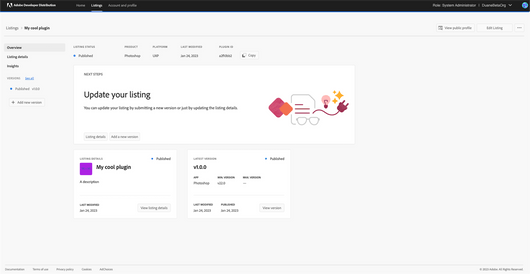 Adobe Developer Distribution Home Listings Account and profile Role: System Administrator
Listings My cool plugin
View public profile Edit Listing
Overview
Listing details
Insights
VERSIONS See all
Published v1.0.0
Add new version
LISTING STATUS PRODUCT PLATFORM LAST MODIFIED PLUGIN ID
Published Photoshop UXP Jan 24, 2023 Copy
NEXT STEPS
Update your listing
You can update your listing by submitting a new version or just by updating the listing details.
Listing details Add a new version
LISTING DETAILS Published
My cool plugin
A description
LAST MODIFIED
Jan 24, 2023
View listing details
LATEST VERSION Published
v1.0.0
APP MIN. VERSION MAX. VERSION
Photoshop v22.0 —
LAST MODIFIED PUBLISHED
Jan 24, 2023 Jan 24, 2023
View version
Documentation Terms of use Privacy policy Cookies AdChoices
© 2023 Adobe. All rights reserved.